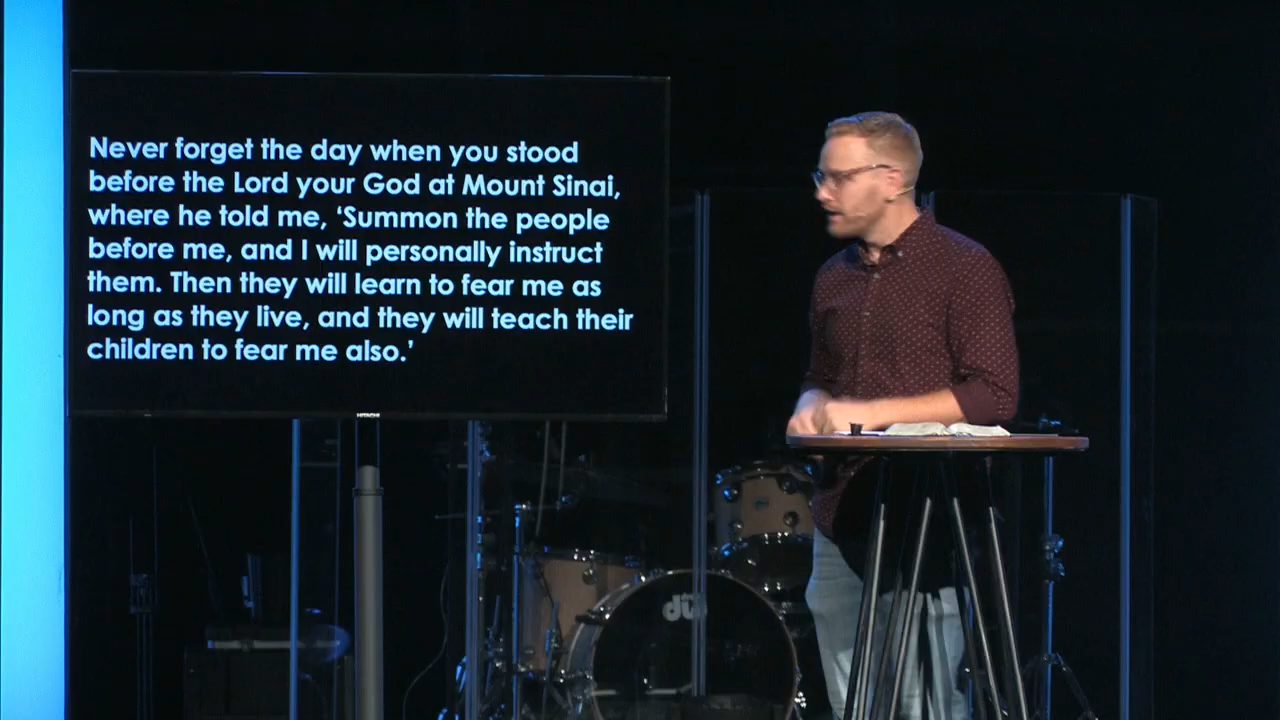 Never forget the day when you stood
before the Lord your God at Mount Sinai,
where he told me, ‘Summon the people
before me, and I will personally instruct
them. Then they will learn to fear me as
long as they live, and they will teach their
children to fear me also.’
HITACHI
dw